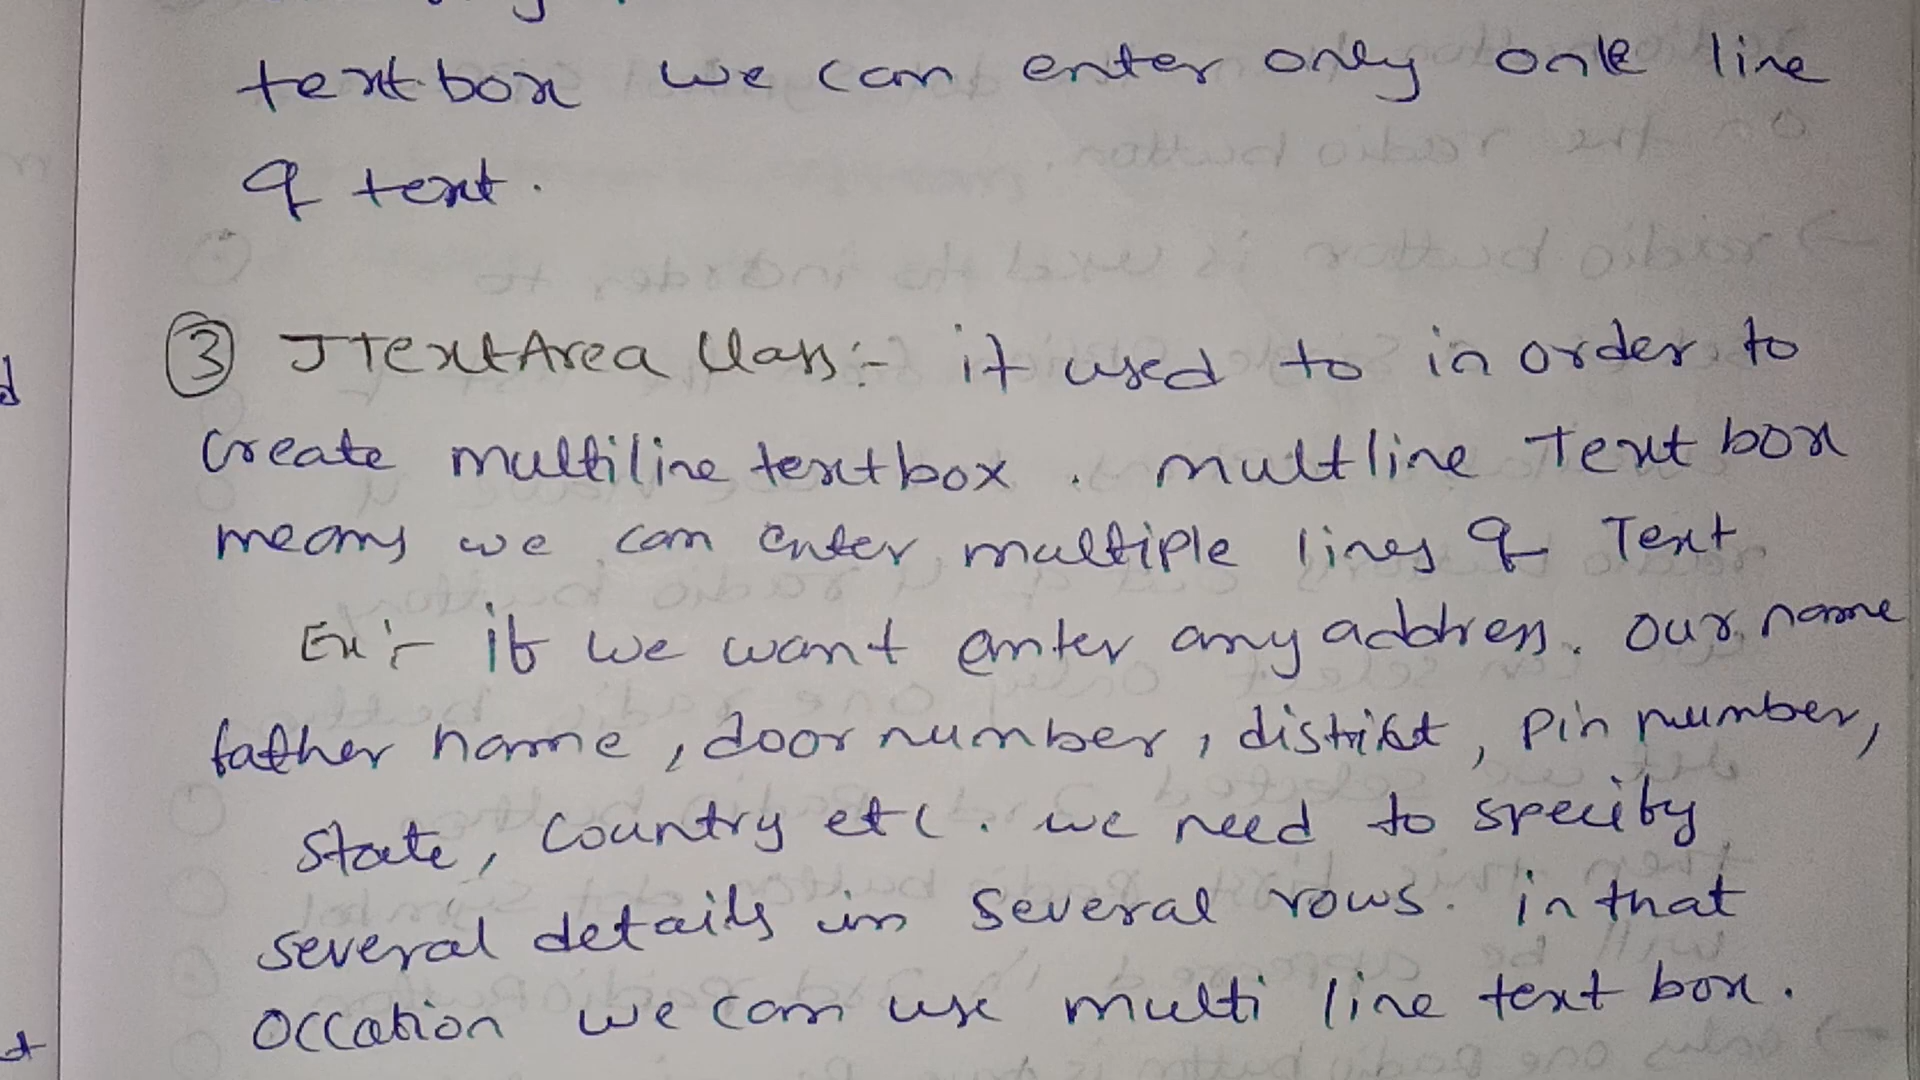 textbox we can enter only one line
of text.
③ JTextArea Class:- it used to in order to
create multiline textbox. multline Text box
means we can enter multiple lines of Text
Ex:- if we want enter any address. our name
father name, door number, district, pin number,
state, country etc. we need to specify
several details in several rows. in that
occation we can use multi line text box.